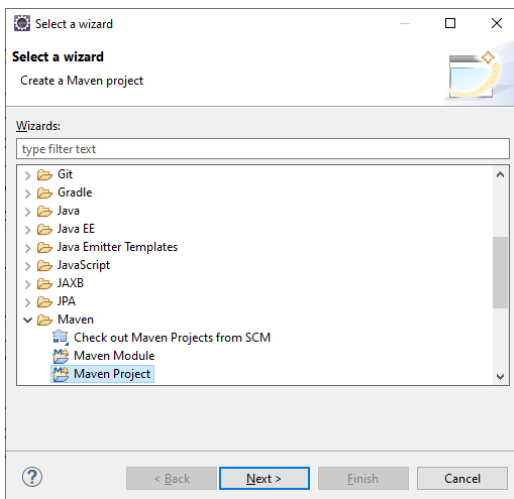 Select a wizard
Select a wizard
Create a Maven project
Wizards:
type filter text
Git
Gradle
Java
Java EE
Java Emitter Templates
JavaScript
JAXB
JPA
Maven
Check out Maven Projects from SCM
Maven Module
Maven Project
? < Back Next > Finish Cancel